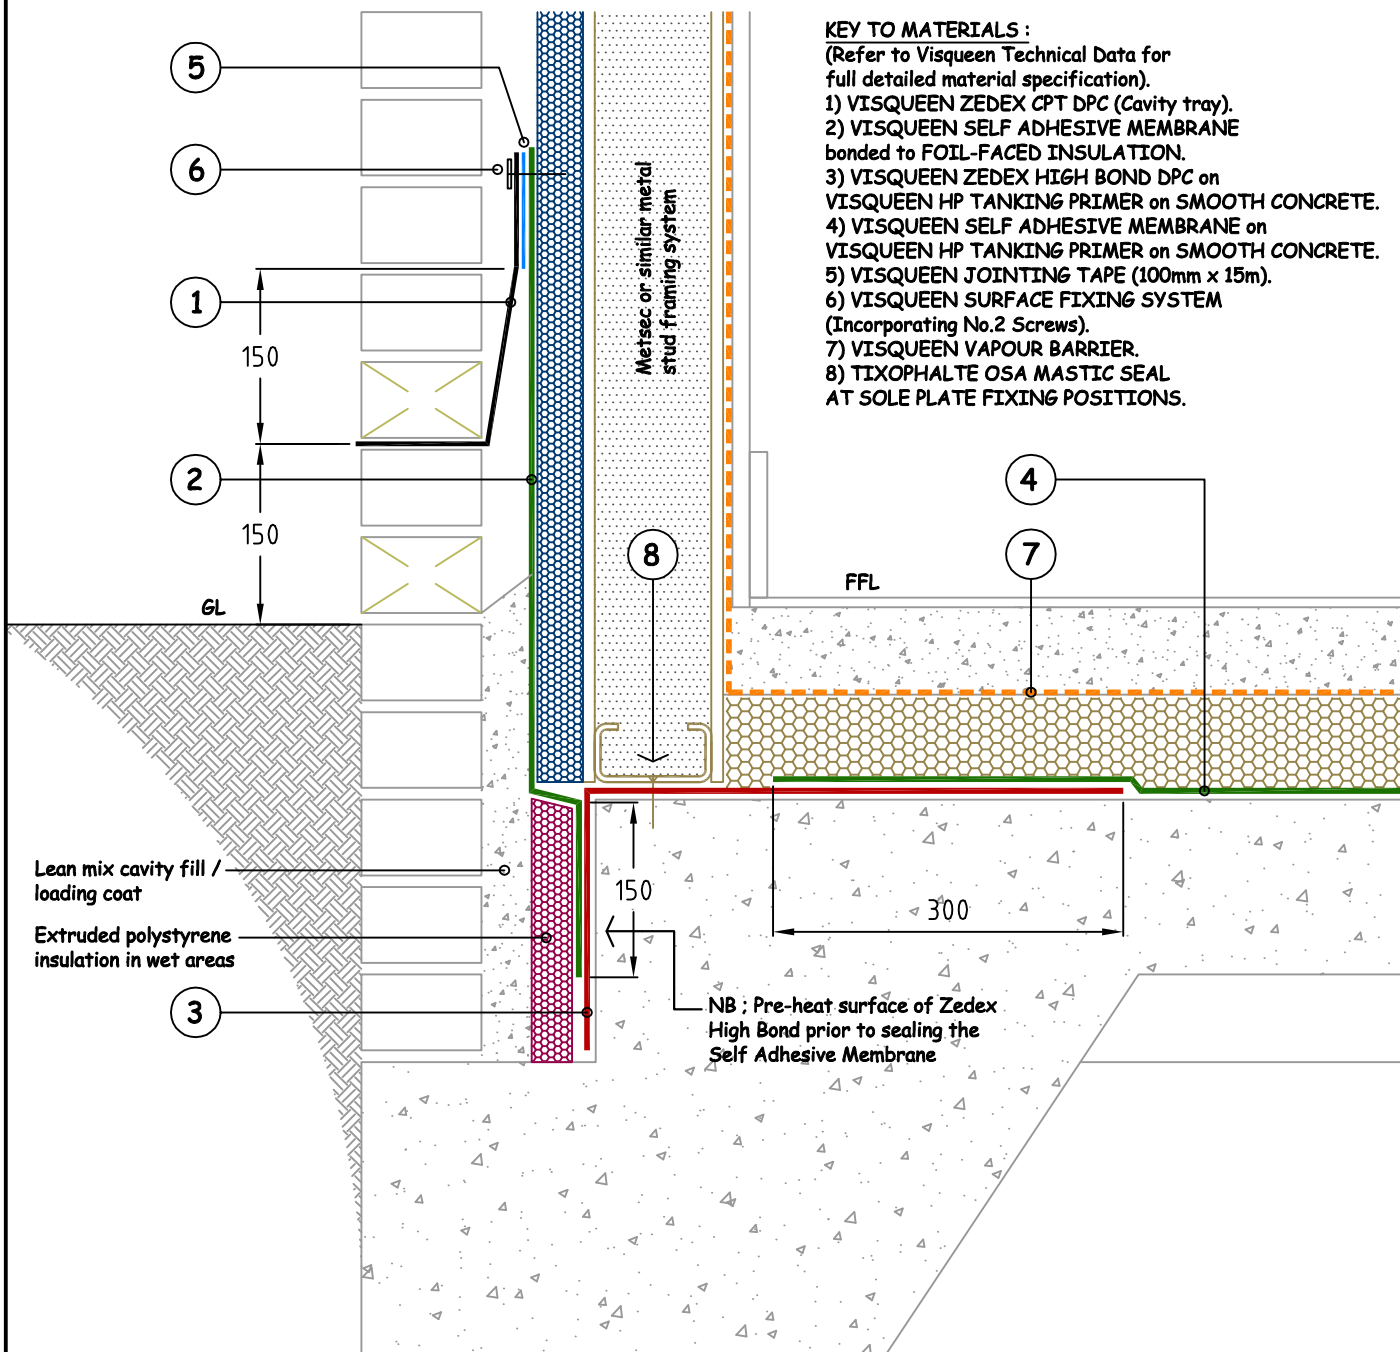 KEY TO MATERIALS :
(Refer to Visqueen Technical Data for
full detailed material specification).
1) VISQUEEN ZEDEX CPT DPC (Cavity tray).
2) VISQUEEN SELF ADHESIVE MEMBRANE
bonded to FOIL-FACED INSULATION.
3) VISQUEEN ZEDEX HIGH BOND DPC on
VISQUEEN HP TANKING PRIMER on SMOOTH CONCRETE.
4) VISQUEEN SELF ADHESIVE MEMBRANE on
VISQUEEN HP TANKING PRIMER on SMOOTH CONCRETE.
5) VISQUEEN JOINTING TAPE (100mm x 15m).
6) VISQUEEN SURFACE FIXING SYSTEM
(Incorporating No.2 Screws).
7) VISQUEEN VAPOUR BARRIER.
8) TIXOPHALTE OSA MASTIC SEAL
AT SOLE PLATE FIXING POSITIONS.
5
6
1
150
2
150
GL
Metsec or similar metal
stud framing system
8
4
7
FFL
Lean mix cavity fill /
loading coat
Extruded polystyrene
insulation in wet areas
3
150
300
NB ; Pre-heat surface of Zedex
High Bond prior to sealing the
Self Adhesive Membrane